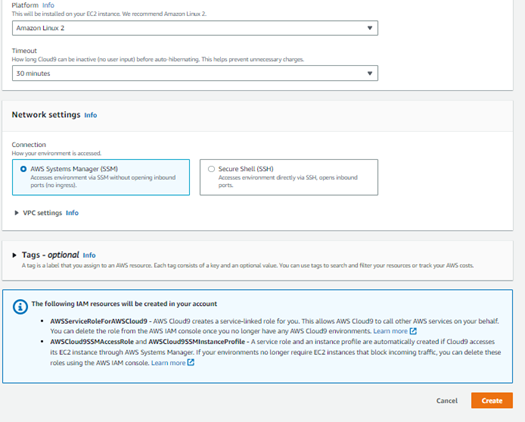 Platform Info
This will be installed on your EC2 instance. We recommend Amazon Linux 2.
Amazon Linux 2
Timeout
How long Cloud9 can be inactive (no user input) before auto-hibernating. This helps prevent unnecessary charges.
30 minutes
Network settings Info
Connection
How your environment is accessed.
AWS Systems Manager (SSM)
Accesses environment via SSM without opening inbound
ports (no ingress).
Secure Shell (SSH)
Accesses environment directly via SSH, opens inbound
ports.
VPC settings Info
Tags - optional Info
A tag is a label that you assign to an AWS resource. Each tag consists of a key and an optional value. You can use tags to search and filter your resources or track your AWS costs.
The following IAM resources will be created in your account
• AWSServiceRoleForAWSCloud9 - AWS Cloud9 creates a service-linked role for you. This allows AWS Cloud9 to call other AWS services on your behalf.
You can delete the role from the AWS IAM console once you no longer have any AWS Cloud9 environments. Learn more
• AWSCloud9SSMAccessRole and AWSCloud9SSMInstanceProfile - A service role and an instance profile are automatically created if Cloud9 accesses
its EC2 instance through AWS Systems Manager. If your environments no longer require EC2 instances that block incoming traffic, you can delete these
roles using the AWS IAM console. Learn more
Cancel Create